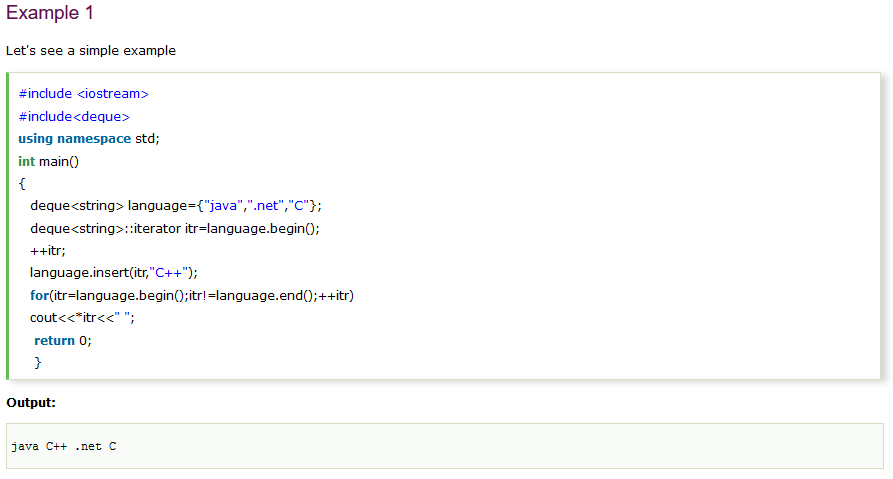 Example 1
Let's see a simple example
#include <iostream>
#include<deque>
using namespace std;
int main()
{
deque<string> language={"java",".net","C"};
deque<string>::iterator itr=language.begin();
++itr;
language.insert(itr,"C++");
for(itr=language.begin();itr!=language.end();++itr)
cout<<*itr<<" ";
return 0;
}
Output:
java C++ .net C